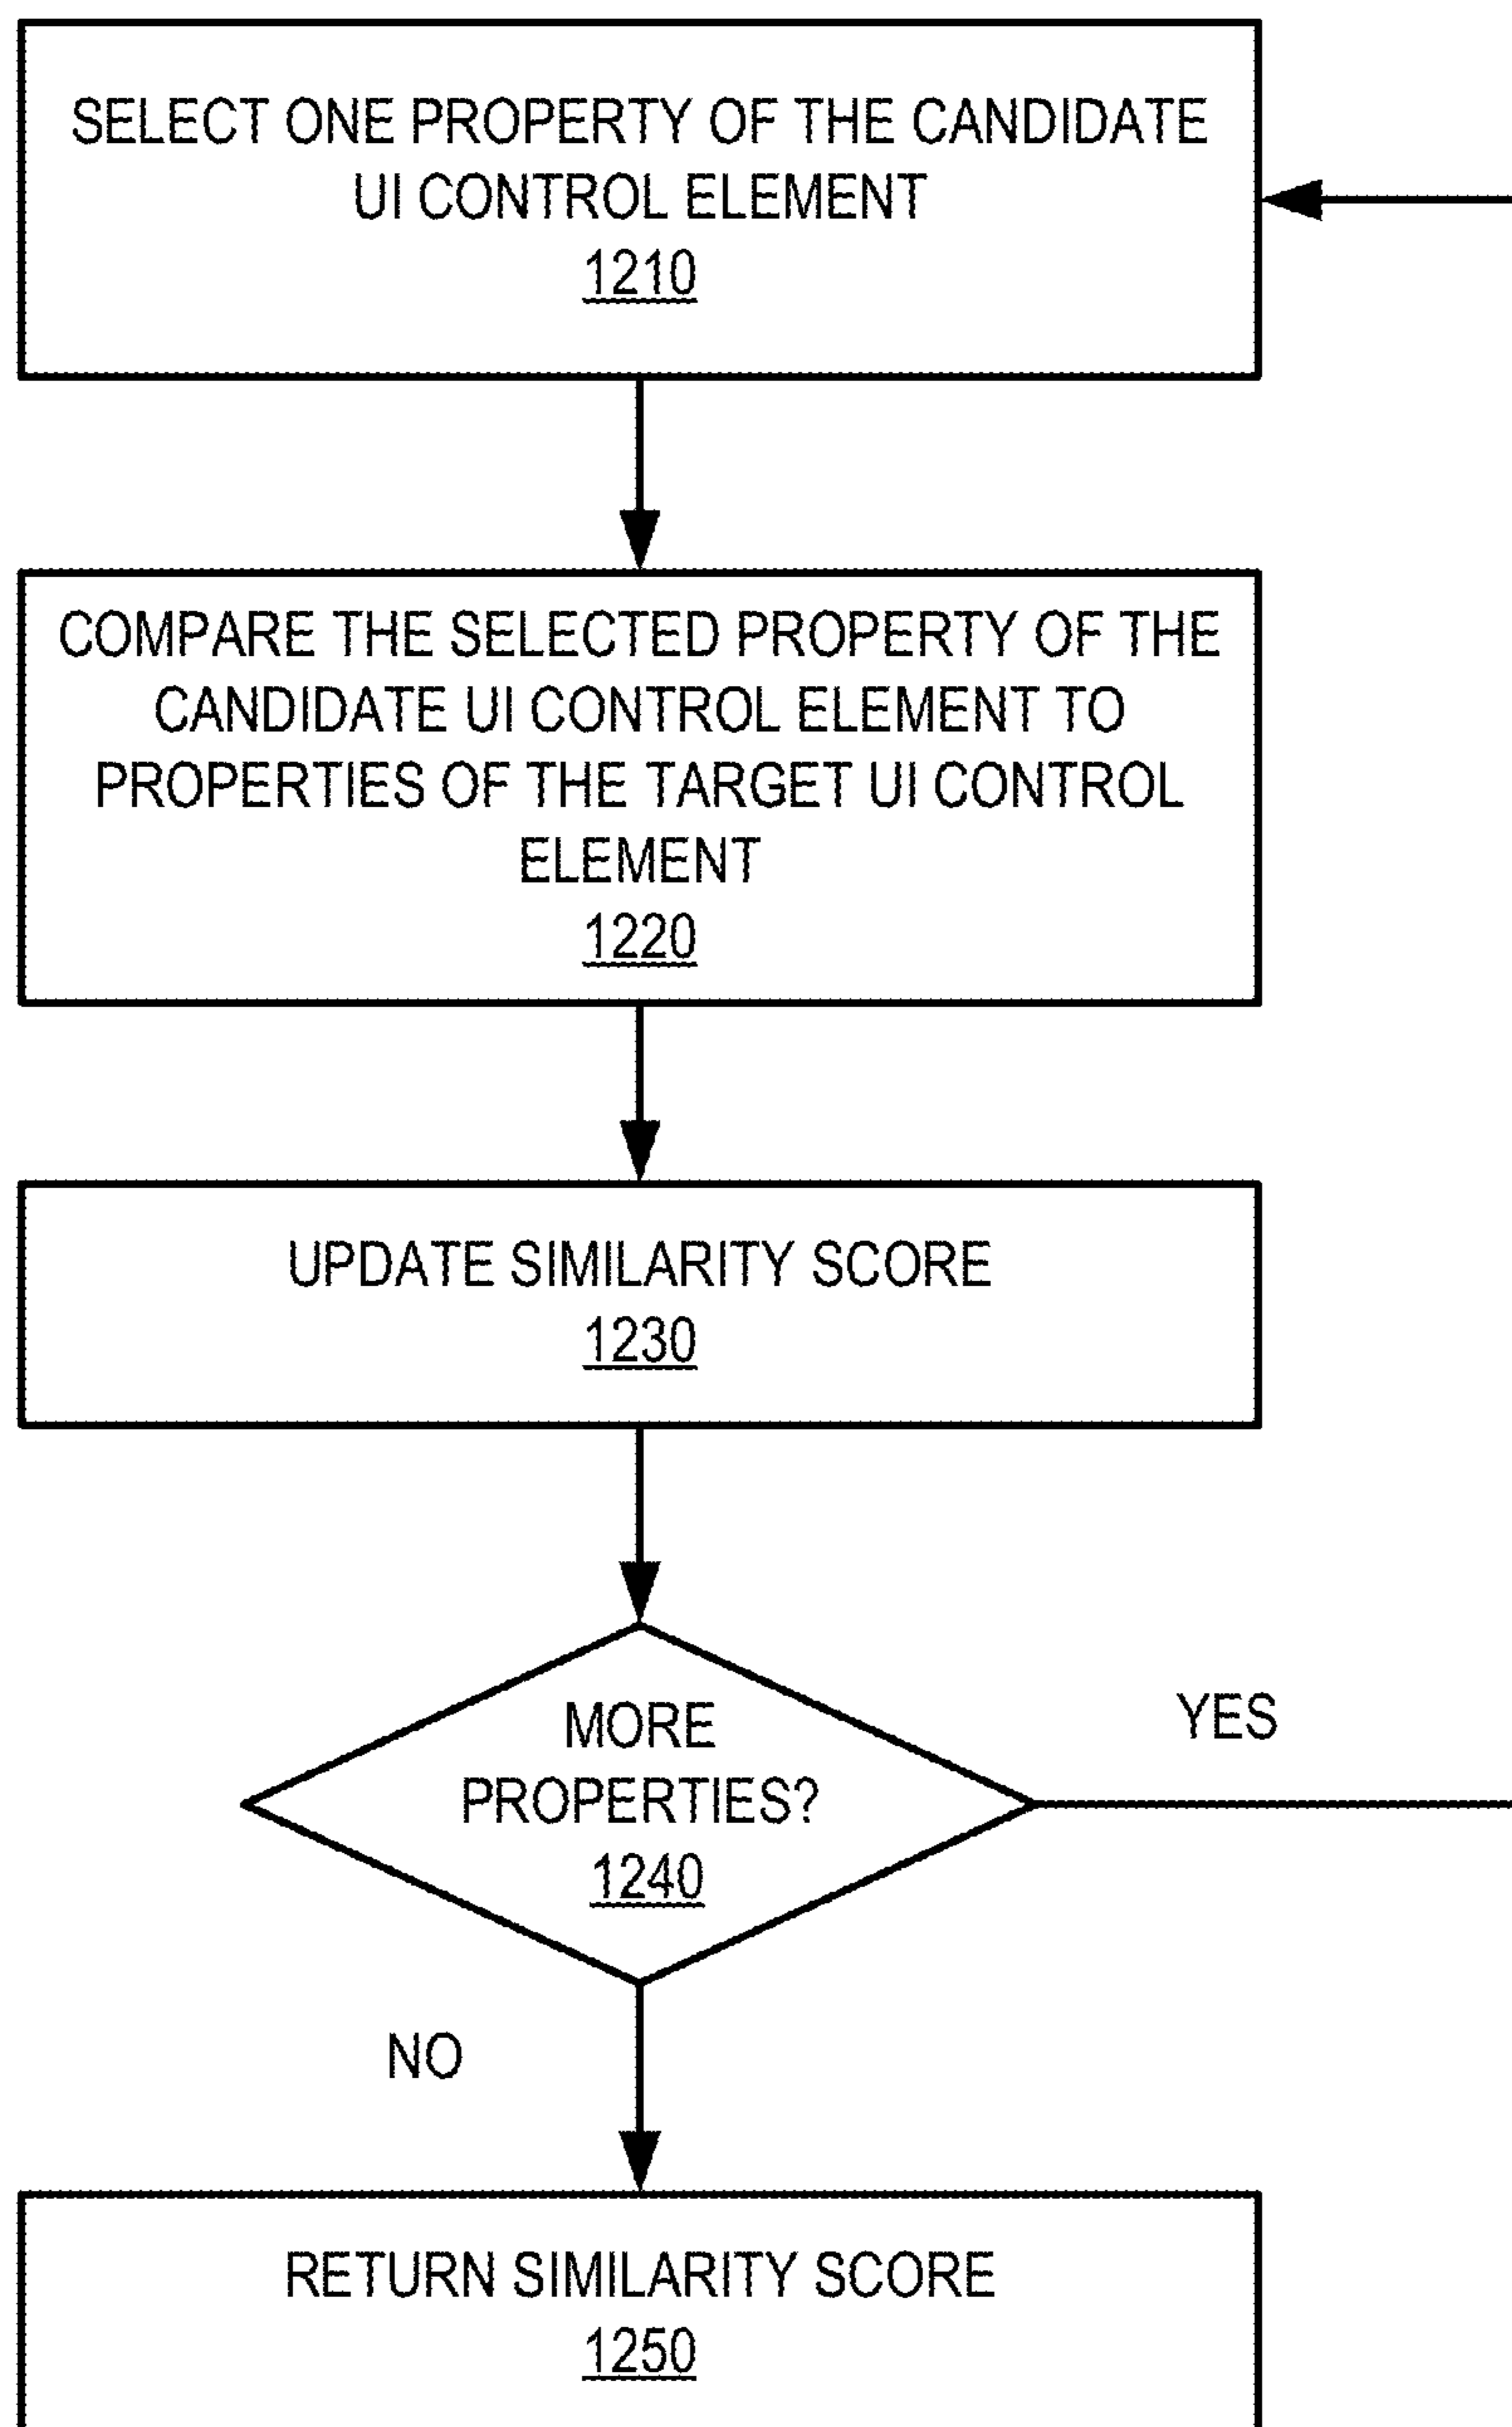 SELECT ONE PROPERTY OF THE CANDIDATE
UI CONTROL ELEMENT
1210
COMPARE THE SELECTED PROPERTY OF THE
CANDIDATE UI CONTROL ELEMENT TO
PROPERTIES OF THE TARGET UI CONTROL
ELEMENT
1220
UPDATE SIMILARITY SCORE
1230
MORE
PROPERTIES?
1240
YES
NO
RETURN SIMILARITY SCORE
1250